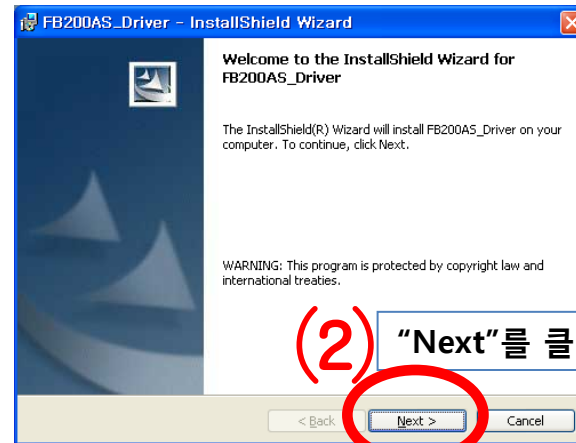 FB200AS_Driver - InstallShield Wizard
Welcome to the InstallShield Wizard for
FB200AS_Driver
The InstallShield(R) Wizard will install FB200AS_Driver on your
computer. To continue, click Next.
WARNING: This program is protected by copyright law and
international treaties.
(2) “Next”를 클
< Back Next > Cancel